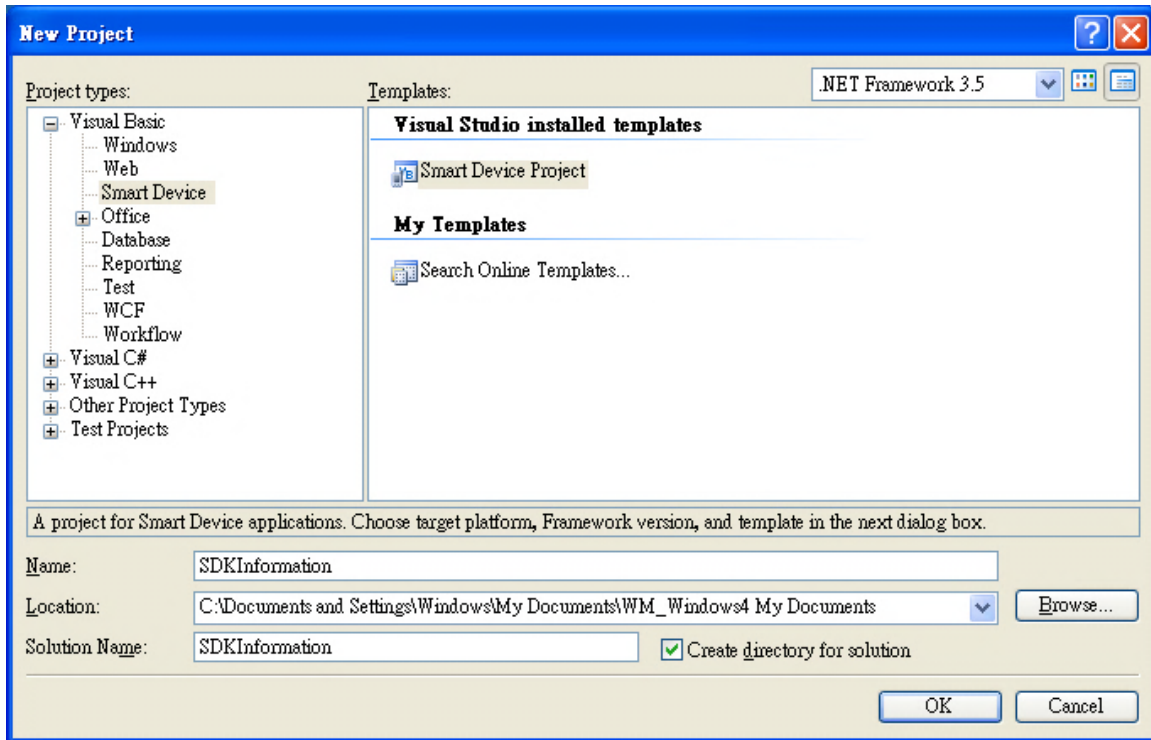 New Project
Project types:
Templates:
.NET Framework 3.5
Visual Basic
Windows
Web
Smart Device
Office
Database
Reporting
Test
WCF
Workflow
Visual C#
Visual C++
Other Project Types
Test Projects
Visual Studio installed templates
Smart Device Project
My Templates
Search Online Templates...
A project for Smart Device applications. Choose target platform, Framework version, and template in the next dialog box.
Name:
SDKInformation
Location:
C:\Documents and Settings\Windows\My Documents\WM_Windows4 My Documents
Browse...
Solution Name:
SDKInformation
Create directory for solution
OK
Cancel